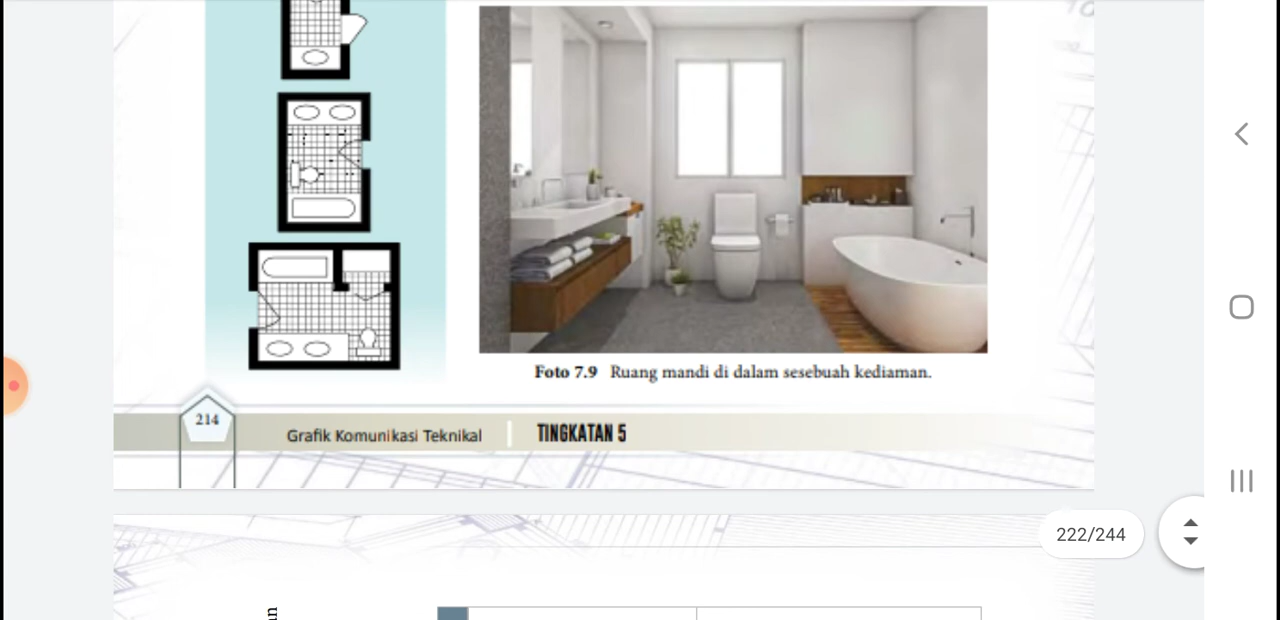 Foto 7.9 Ruang mandi di dalam sesebuah kediaman.
214
Grafik Komunikasi Teknikal
TINGKATAN 5
222/244